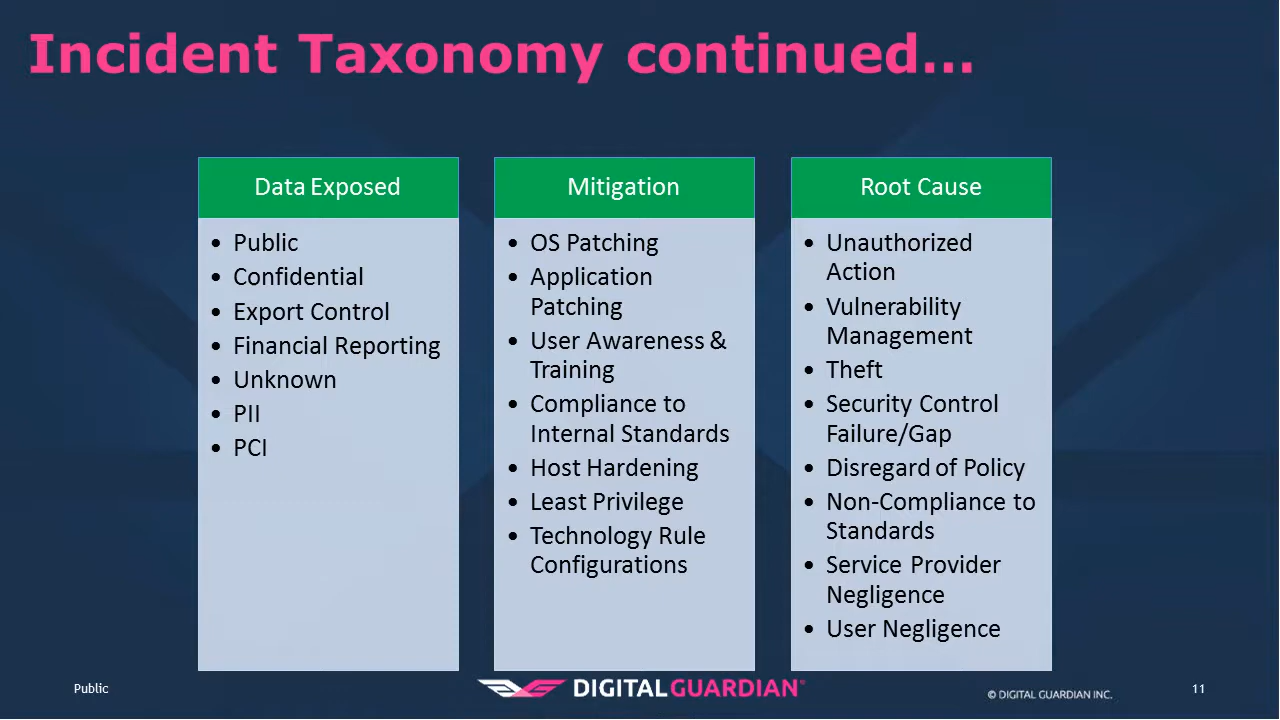 Incident Taxonomy continued...
Data Exposed
• Public
• Confidential
• Export Control
• Financial Reporting
• Unknown
• PII
• PCI
Mitigation
• OS Patching
• Application
Patching
• User Awareness &
Training
• Compliance to
Internal Standards
• Host Hardening
• Least Privilege
• Technology Rule
Configurations
Root Cause
• Unauthorized
Action
• Vulnerability
Management
• Theft
• Security Control
Failure/Gap
• Disregard of Policy
• Non-Compliance to
Standards
• Service Provider
Negligence
• User Negligence
Public
DIGITALGUARDIAN
© DIGITAL GUARDIAN INC.
11